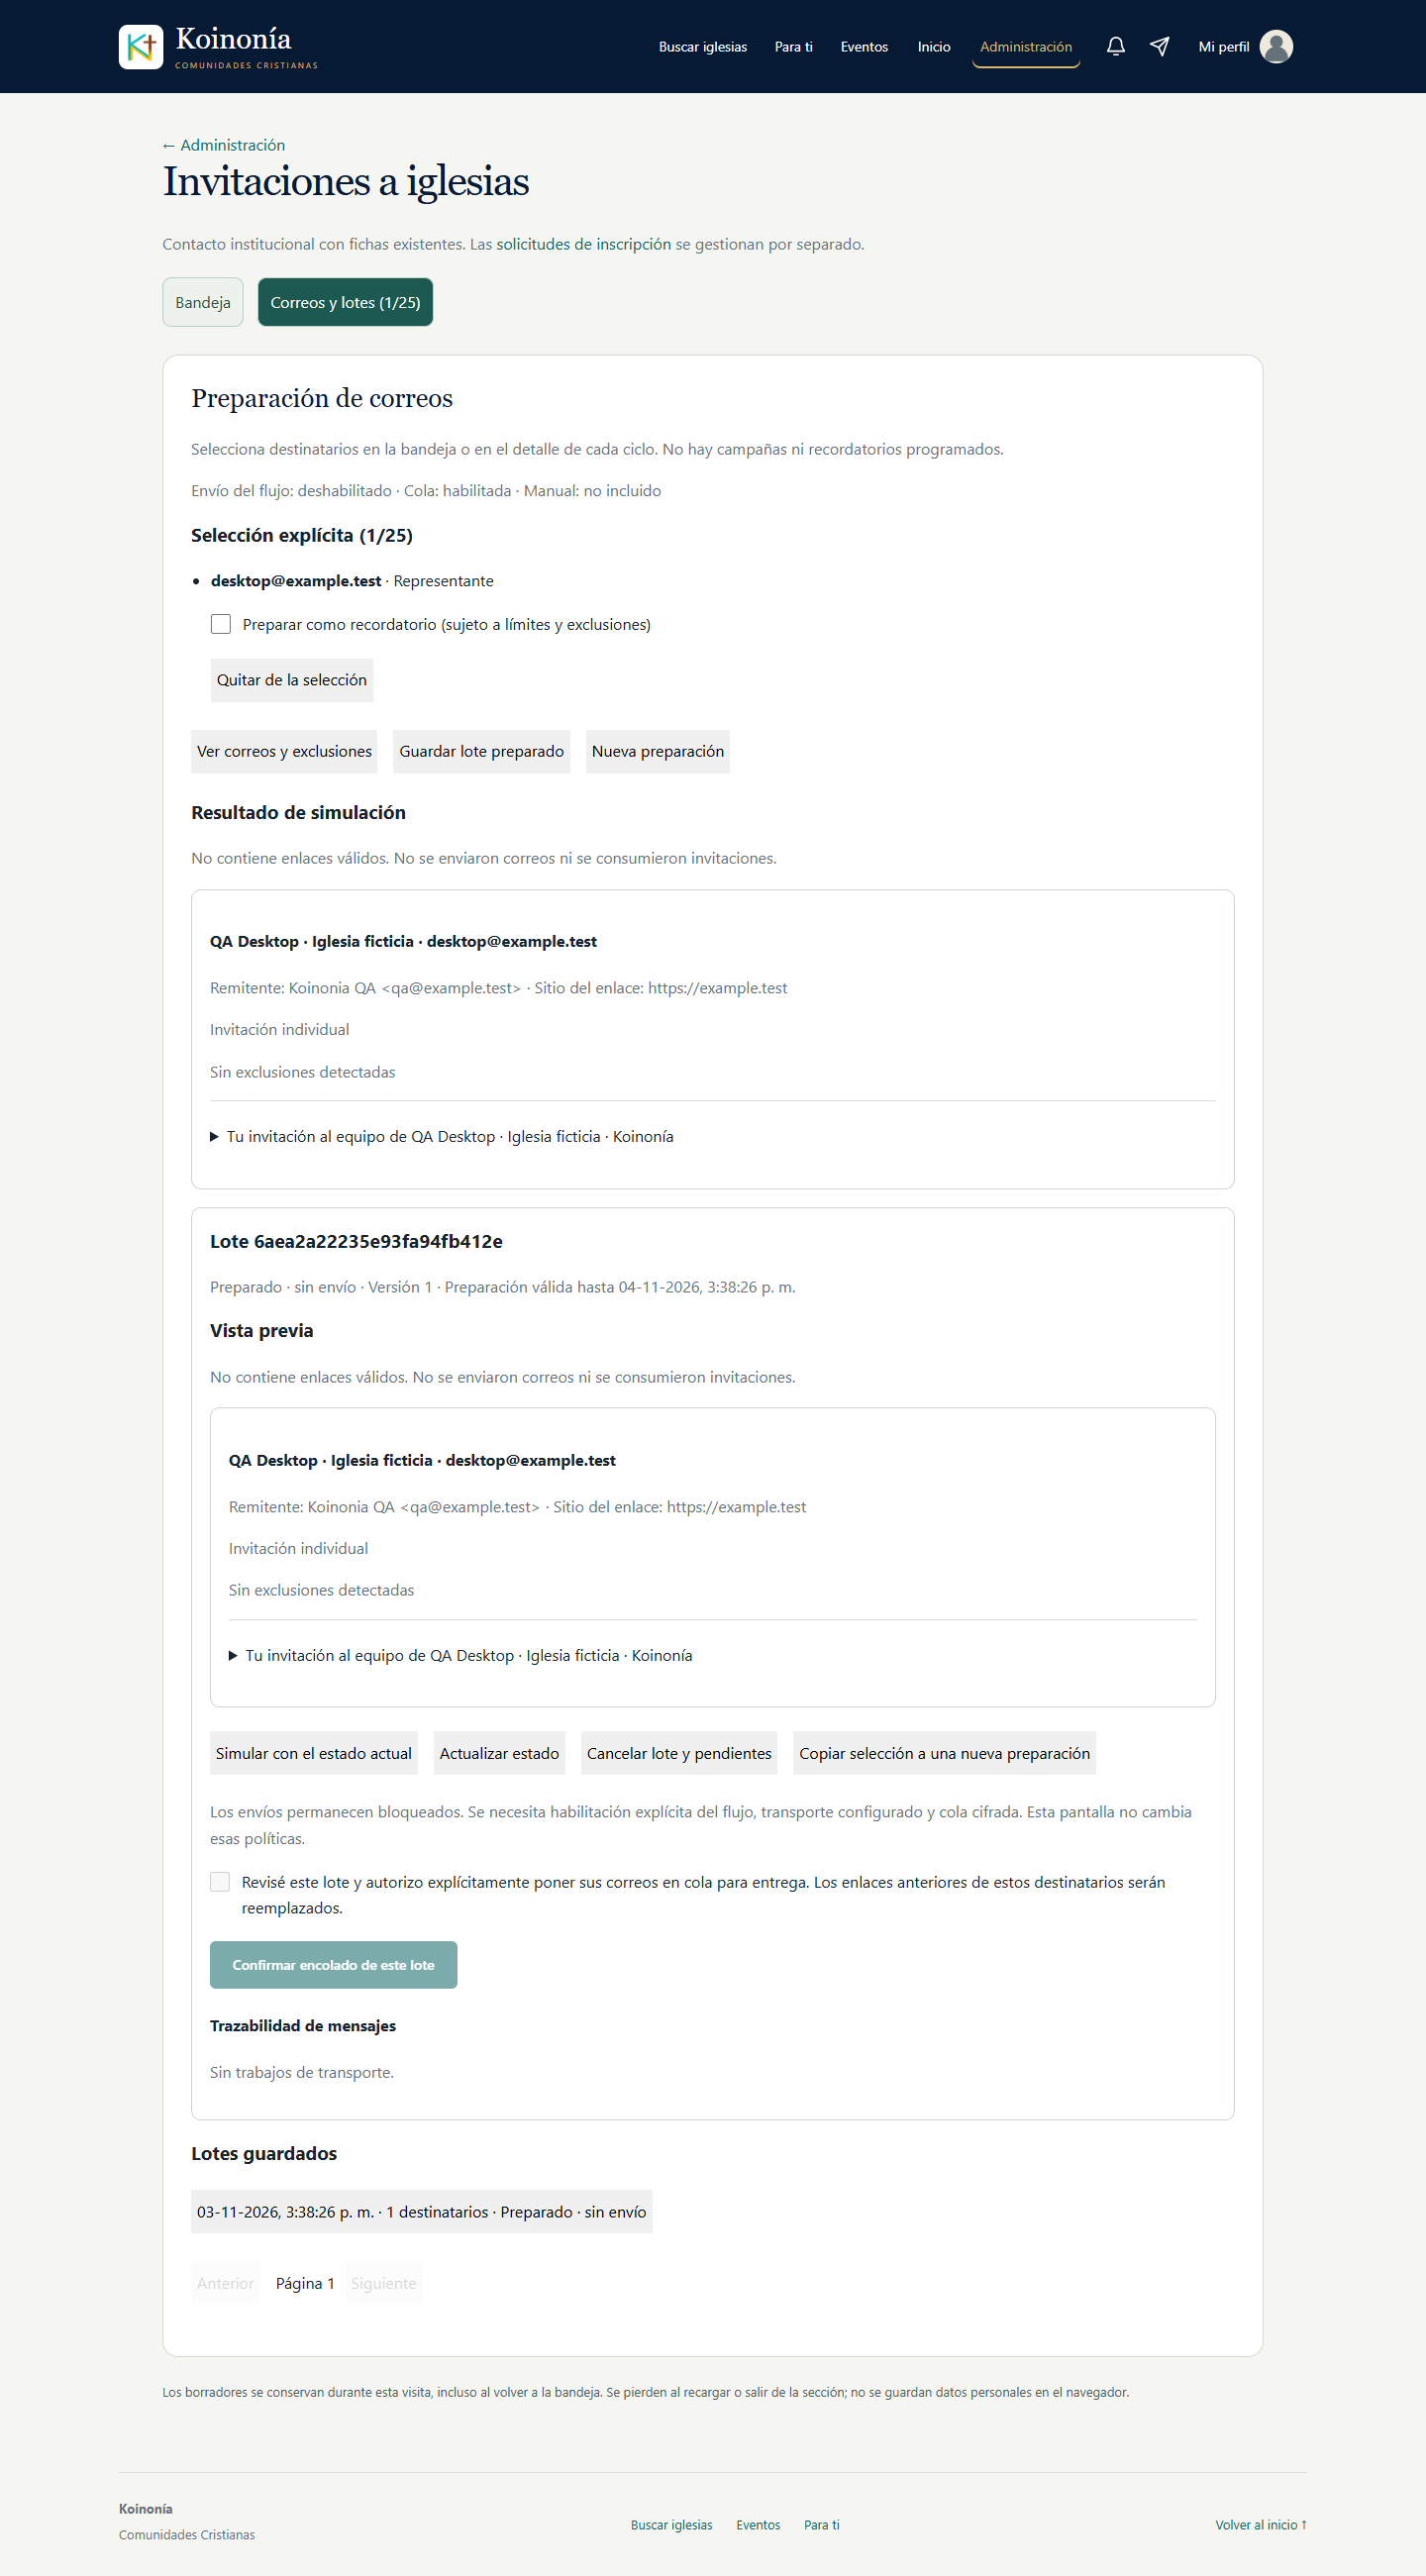 Koinonía
COMUNIDADES CRISTIANAS
Buscar iglesias
Para ti
Eventos
Inicio
Administración
Mi perfil
← Administración
Invitaciones a iglesias
Contacto institucional con fichas existentes. Las solicitudes de inscripción se gestionan por separado.
Bandeja
Correos y lotes (1/25)
Preparación de correos
Selecciona destinatarios en la bandeja o en el detalle de cada ciclo. No hay campañas ni recordatorios programados.
Envío del flujo: deshabilitado · Cola: habilitada · Manual: no incluido
Selección explícita (1/25)
• desktop@example.test · Representante
Preparar como recordatorio (sujeto a límites y exclusiones)
Quitar de la selección
Ver correos y exclusiones
Guardar lote preparado
Nueva preparación
Resultado de simulación
No contiene enlaces válidos. No se enviaron correos ni se consumieron invitaciones.
QA Desktop · Iglesia ficticia · desktop@example.test
Remitente: Koinonia QA <qa@example.test> · Sitio del enlace: https://example.test
Invitación individual
Sin exclusiones detectadas
▶ Tu invitación al equipo de QA Desktop · Iglesia ficticia · Koinonía
Lote 6aea2a22235e93fa94fb412e
Preparado · sin envío · Versión 1 · Preparación válida hasta 04-11-2026, 3:38:26 p. m.
Vista previa
No contiene enlaces válidos. No se enviaron correos ni se consumieron invitaciones.
QA Desktop · Iglesia ficticia · desktop@example.test
Remitente: Koinonia QA <qa@example.test> · Sitio del enlace: https://example.test
Invitación individual
Sin exclusiones detectadas
▶ Tu invitación al equipo de QA Desktop · Iglesia ficticia · Koinonía
Simular con el estado actual
Actualizar estado
Cancelar lote y pendientes
Copiar selección a una nueva preparación
Los envíos permanecen bloqueados. Se necesita habilitación explícita del flujo, transporte configurado y cola cifrada. Esta pantalla no cambia
esas políticas.
Revisé este lote y autorizo explícitamente poner sus correos en cola para entrega. Los enlaces anteriores de estos destinatarios serán
reemplazados.
Confirmar encolado de este lote
Trazabilidad de mensajes
Sin trabajos de transporte.
Lotes guardados
03-11-2026, 3:38:26 p. m. · 1 destinatarios · Preparado · sin envío
Anterior
Página 1
Siguiente
Los borradores se conservan durante esta visita, incluso al volver a la bandeja. Se pierden al recargar o salir de la sección; no se guardan datos personales en el navegador.
Koinonía
Comunidades Cristianas
Buscar iglesias
Eventos
Para ti
Volver al inicio ↑